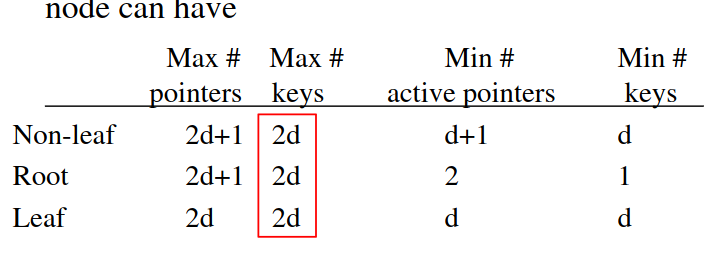 node can have
Max # Max # Min # Min #
pointers keys active pointers keys
Non-leaf 2d+1 2d d+1 d
Root 2d+1 2d 2 1
Leaf 2d 2d d d